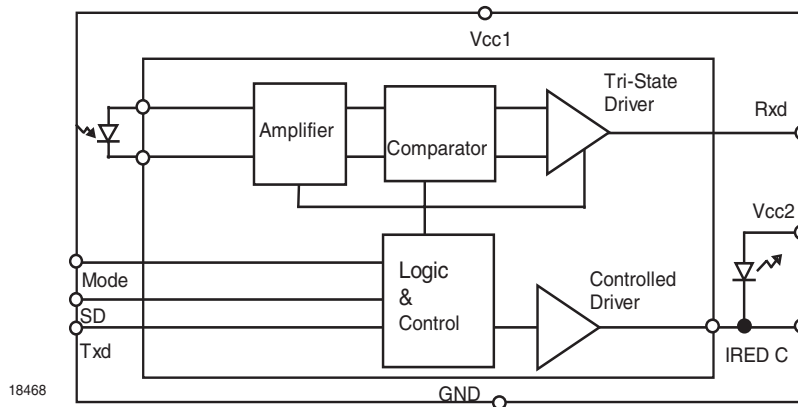 Vcc1
Tri-State
Driver
Amplifier
Comparator
Rxd
Vcc2
Mode
SD
Txd
Logic
&
Control
Controlled
Driver
IRED C
GND
18468